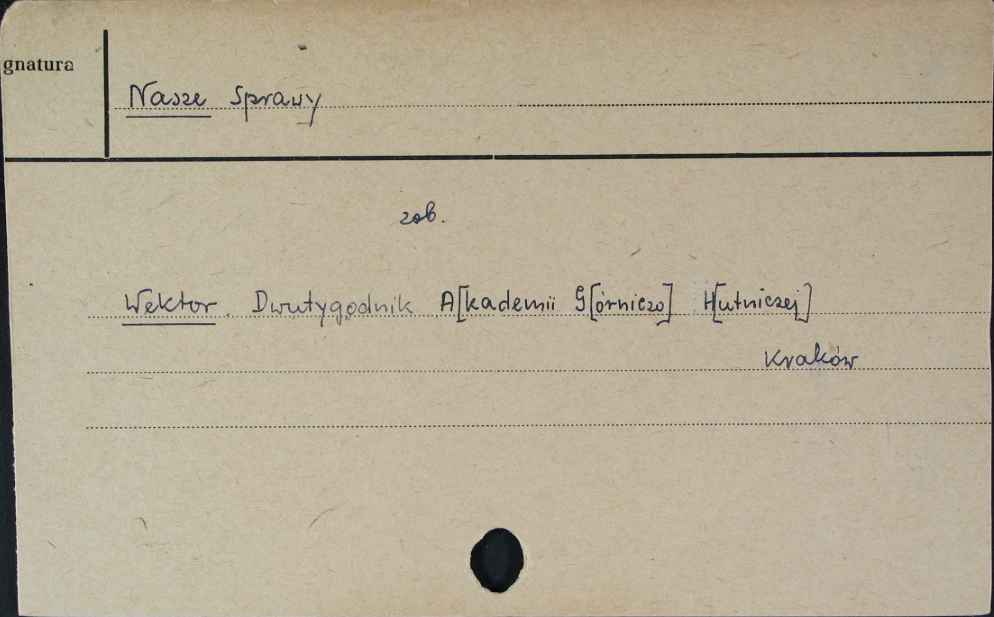 gnatura
Nasze Sprawy
zob.
Wektor. Dwutygodnik A[kademii G[órniczo] H[utniczej]
Kraków